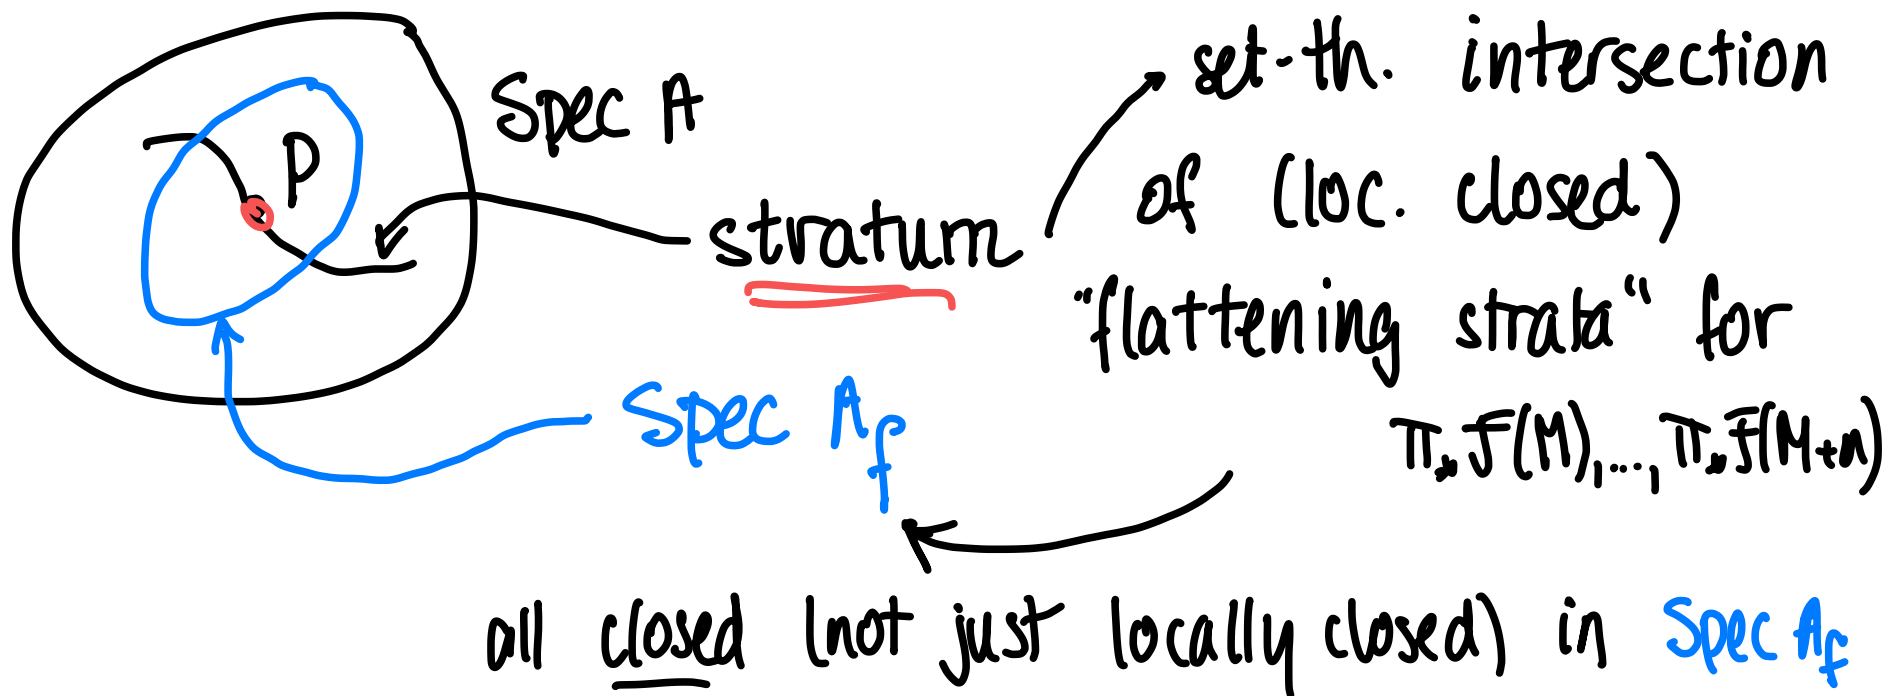 Spec A
P
stratum
set-th. intersection
of (loc. closed)
"flattening strata" for
π_* F(M),..., π_* F(M+n)
Spec A_f
all closed (not just locally closed) in Spec A_f